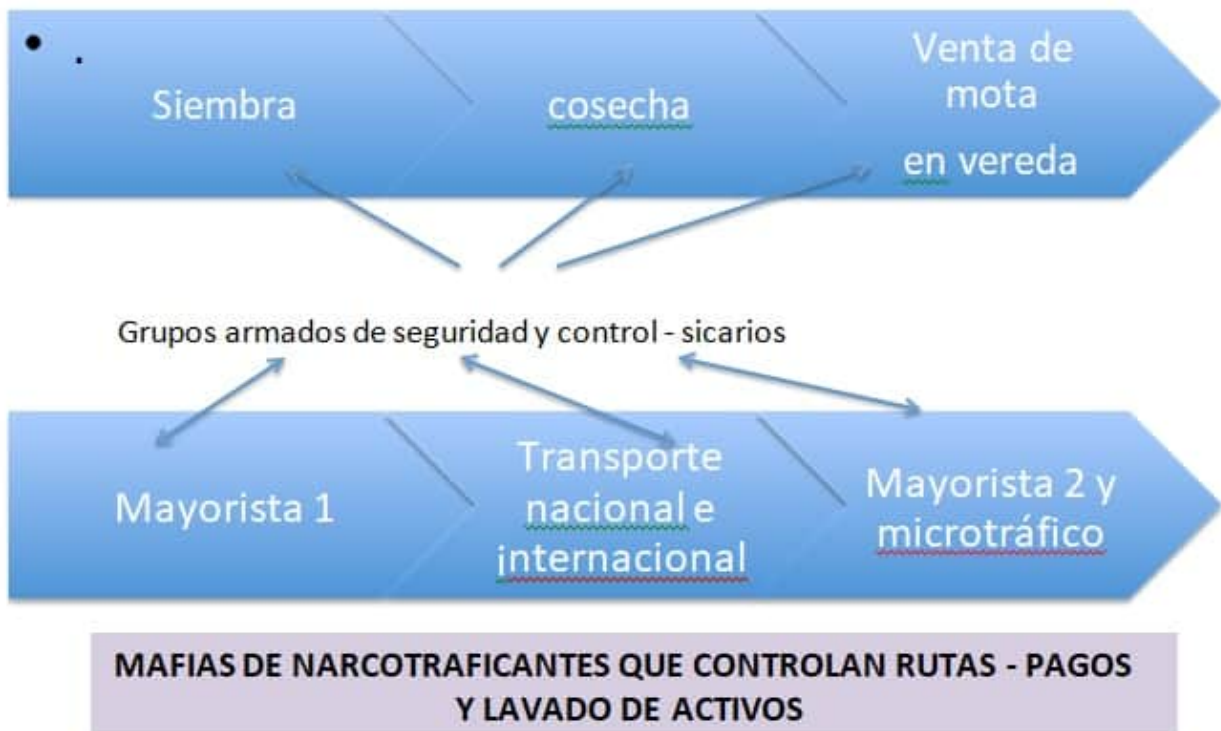 Siembra
cosecha
Venta de
mota
en vereda
Grupos armados de seguridad y control - sicarios
Mayorista 1
Transporte
nacional e
internacional
Mayorista 2 y
microtráfico
MAFIAS DE NARCOTRAFICANTES QUE CONTROLAN RUTAS - PAGOS
Y LAVADO DE ACTIVOS